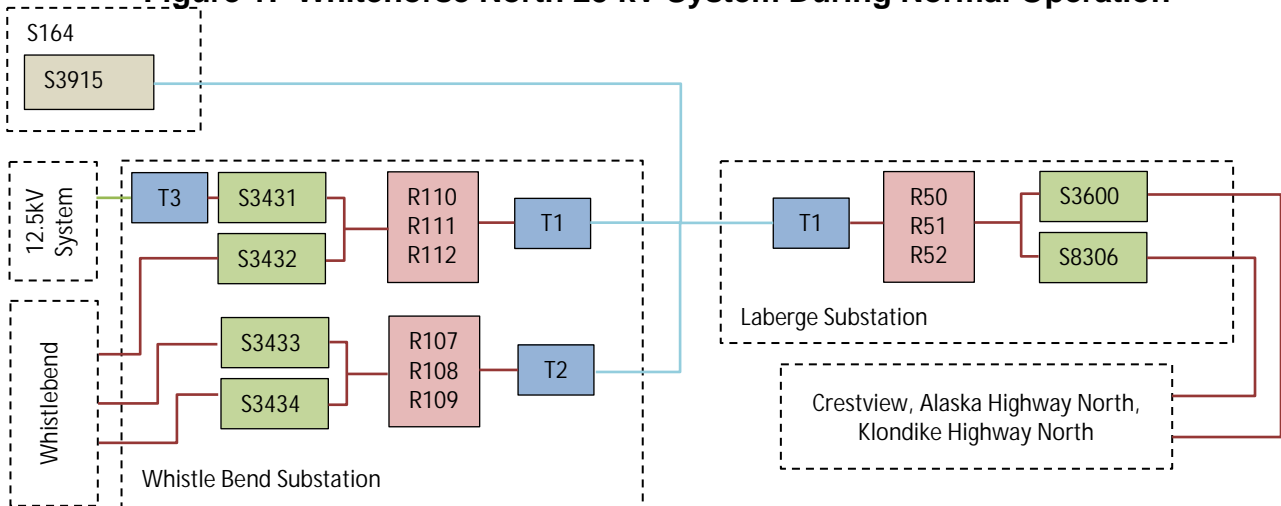 Figure 1: Whitehorse North 25 kV System During Normal Operation
S164
S3915
12.5kV
System
T3
S3431
S3432
R110
R111
R112
T1
T1
R50
R51
R52
S3600
S8306
Laberge Substation
Whistlebend
S3433
S3434
R107
R108
R109
T2
Whistle Bend Substation
Crestview, Alaska Highway North,
Klondike Highway North